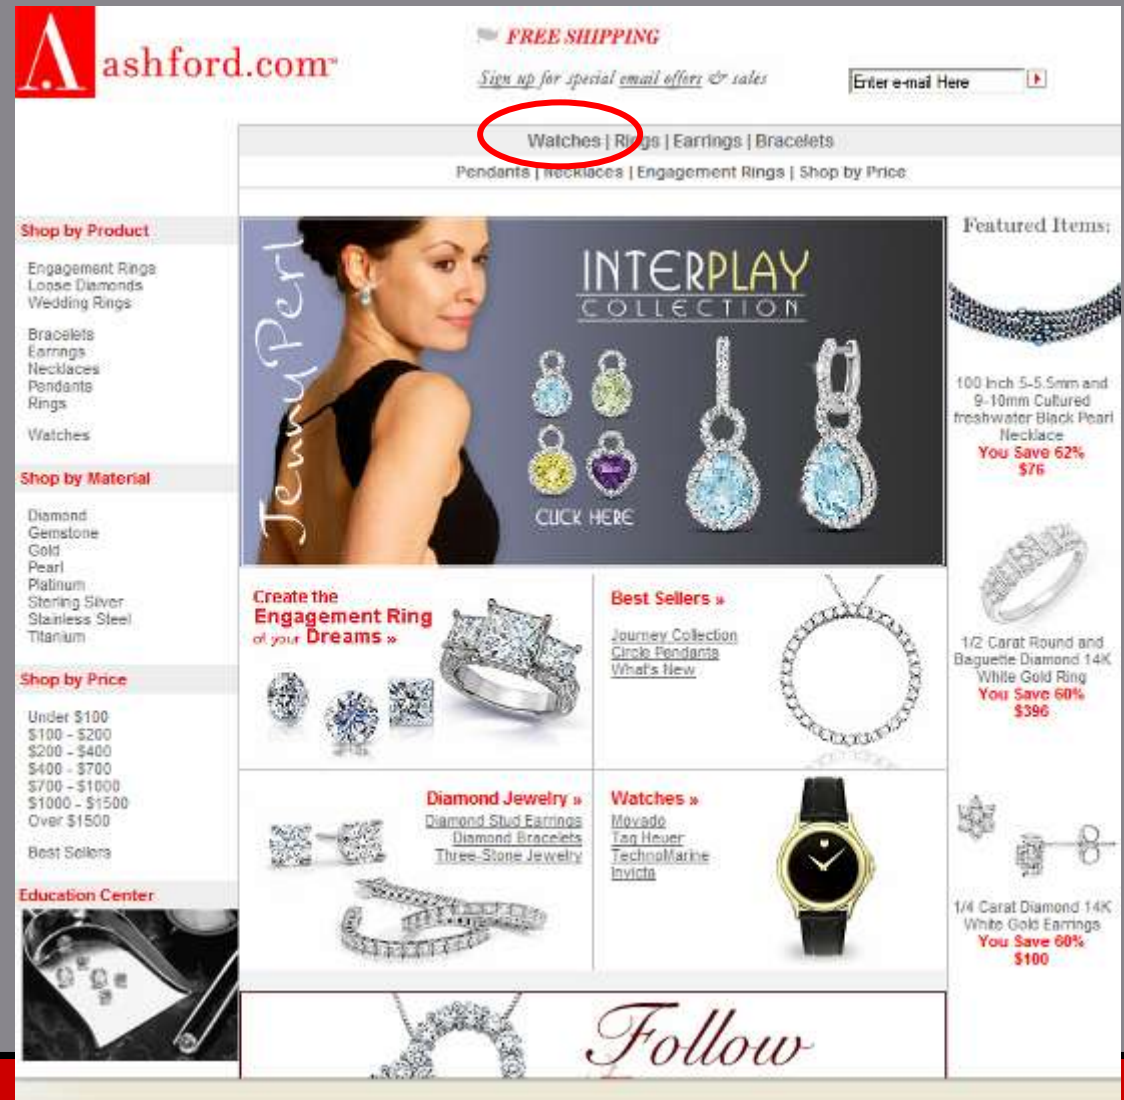 A ashford.com
FREE SHIPPING
Sign up for special email offers & sales
Enter e-mail Here
Watches | Rings | Earrings | Bracelets
Pendants | Necklaces | Engagement Rings | Shop by Price
Shop by Product
Engagement Rings
Loose Diamonds
Wedding Rings
Bracelets
Earrings
Necklaces
Pendants
Rings
Watches
Shop by Material
Diamond
Gemstone
Gold
Pearl
Platinum
Sterling Silver
Stainless Steel
Titanium
Shop by Price
Under $100
$100 - $200
$200 - $400
$400 - $700
$700 - $1000
$1000 - $1500
Over $1500
Best Sellers
Education Center
JennyPerl
INTERPLAY
COLLECTION
CLICK HERE
Create the
Engagement Ring
of your Dreams »
Best Sellers »
Journey Collection
Circle Pendants
What's New
Diamond Jewelry »
Diamond Stud Earrings
Diamond Bracelets
Three-Stone Jewelry
Watches »
Movado
Tag Heuer
TechnoMarine
Invicta
Follow
Featured Items:
100 Inch 5-5.5mm and
9-10mm Cultured
freshwater Black Pearl
Necklace
You Save 62%
$76
1/2 Carat Round and
Baguette Diamond 14K
White Gold Ring
You Save 60%
$396
1/4 Carat Diamond 14K
White Gold Earrings
You Save 60%
$100